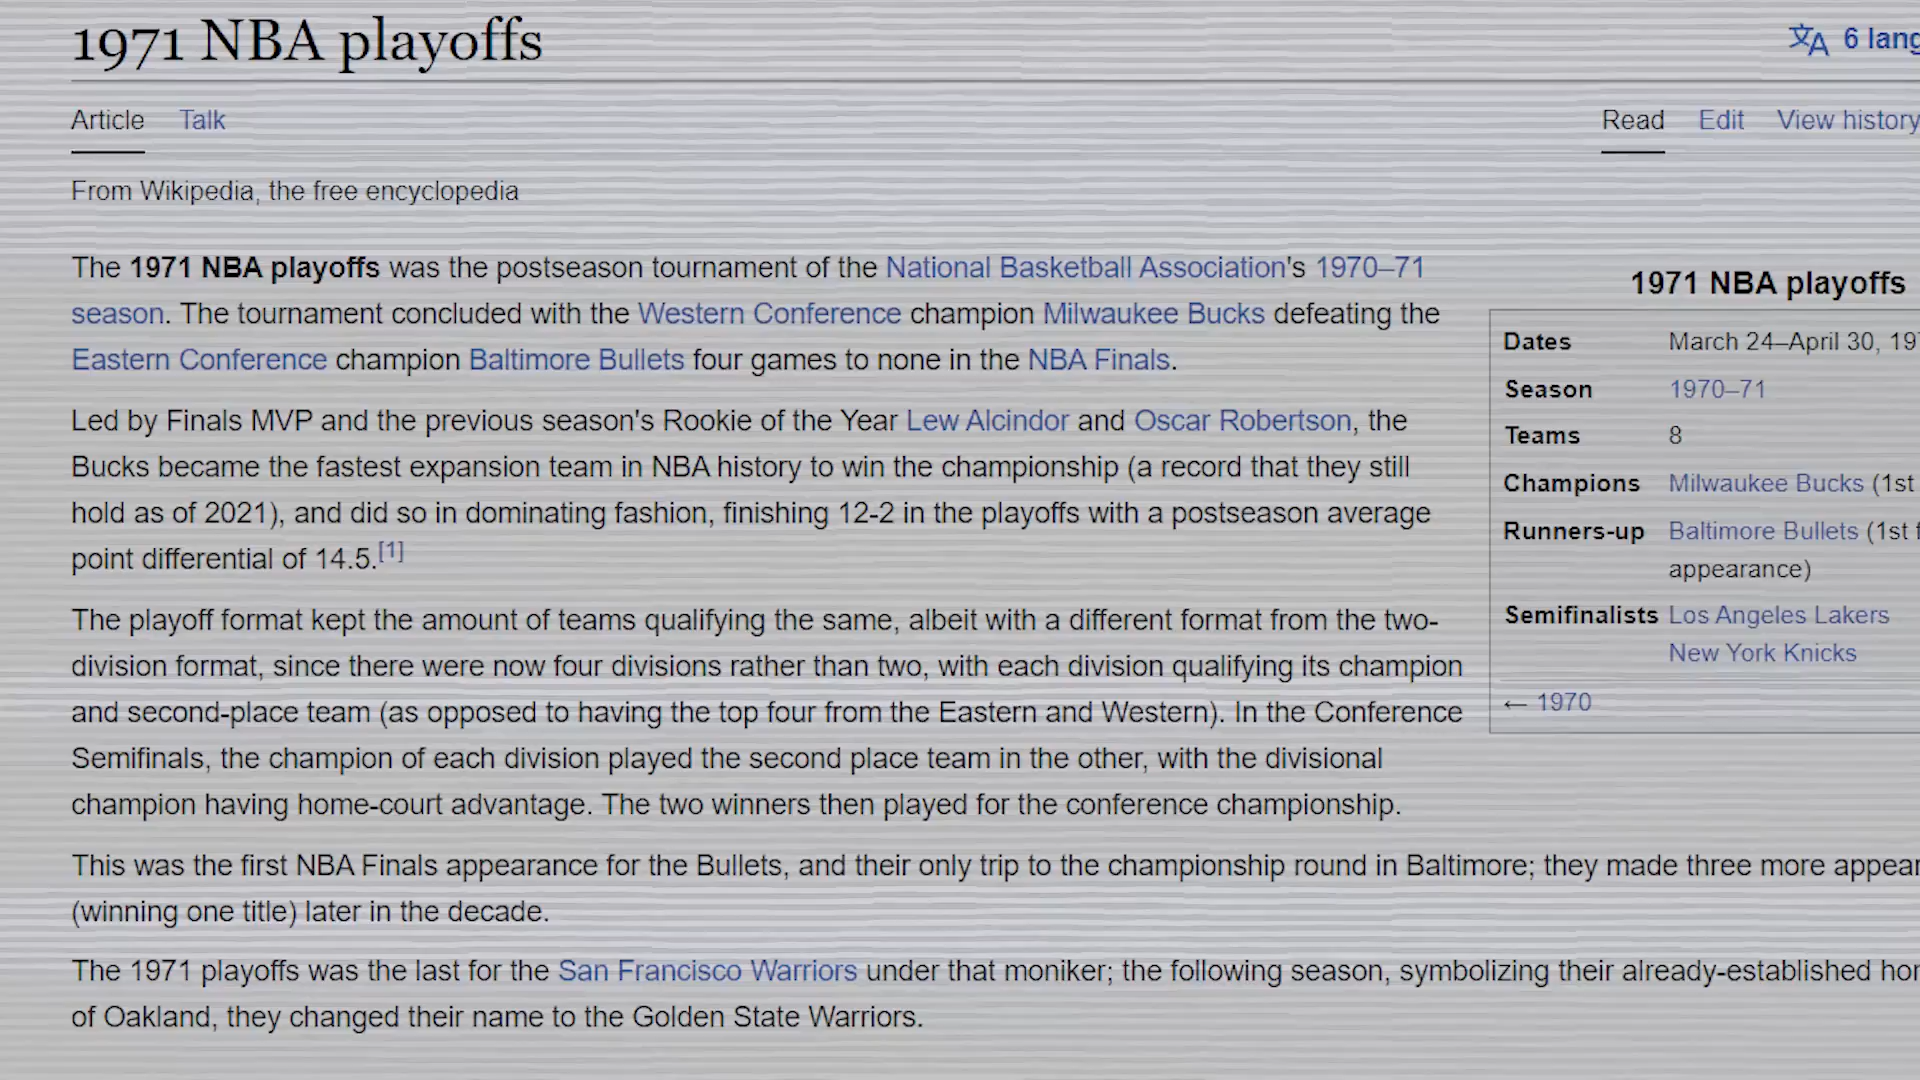 1971 NBA playoffs
6 lang
Article Talk
Read Edit View history
From Wikipedia, the free encyclopedia
The 1971 NBA playoffs was the postseason tournament of the National Basketball Association's 1970–71
season. The tournament concluded with the Western Conference champion Milwaukee Bucks defeating the
Eastern Conference champion Baltimore Bullets four games to none in the NBA Finals.
Led by Finals MVP and the previous season's Rookie of the Year Lew Alcindor and Oscar Robertson, the
Bucks became the fastest expansion team in NBA history to win the championship (a record that they still
hold as of 2021), and did so in dominating fashion, finishing 12-2 in the playoffs with a postseason average
point differential of 14.5.[1]
The playoff format kept the amount of teams qualifying the same, albeit with a different format from the two-
division format, since there were now four divisions rather than two, with each division qualifying its champion
and second-place team (as opposed to having the top four from the Eastern and Western). In the Conference
Semifinals, the champion of each division played the second place team in the other, with the divisional
champion having home-court advantage. The two winners then played for the conference championship.
This was the first NBA Finals appearance for the Bullets, and their only trip to the championship round in Baltimore; they made three more appear
(winning one title) later in the decade.
The 1971 playoffs was the last for the San Francisco Warriors under that moniker; the following season, symbolizing their already-established hor
of Oakland, they changed their name to the Golden State Warriors.
1971 NBA playoffs
Dates March 24–April 30, 19
Season 1970–71
Teams 8
Champions Milwaukee Bucks (1st
Runners-up Baltimore Bullets (1st f
appearance)
Semifinalists Los Angeles Lakers
New York Knicks
← 1970